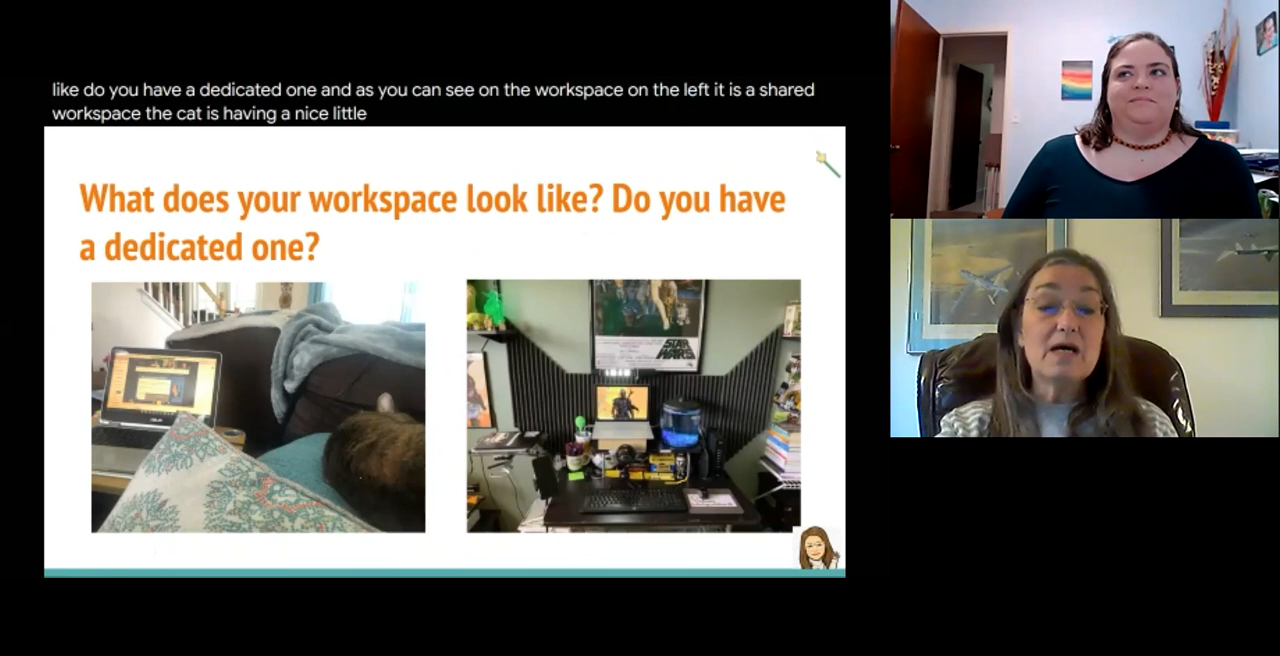 like do you have a dedicated one and as you can see on the workspace on the left it is a shared
workspace the cat is having a nice little
What does your workspace look like? Do you have
a dedicated one?
STAR
WARS
ASUS